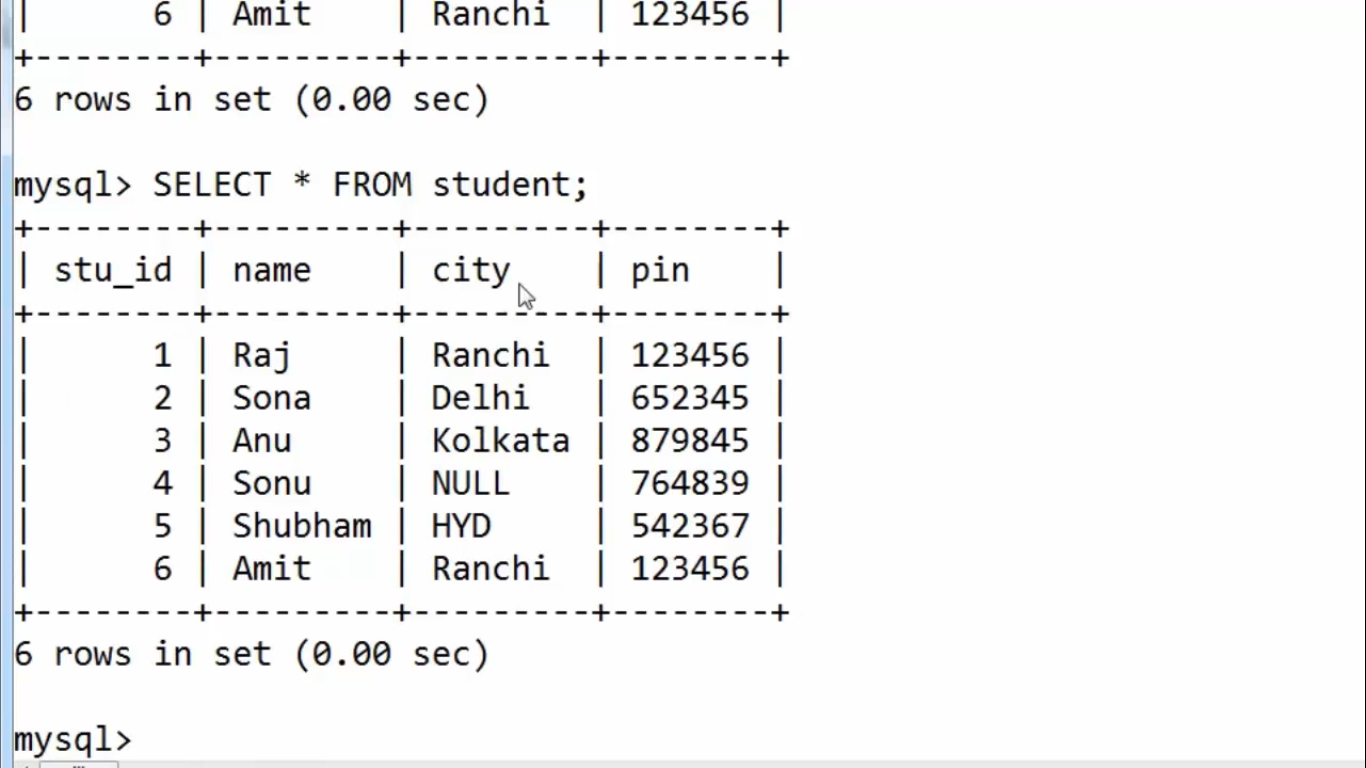 |      6 | Amit    | Ranchi  | 123456 |
+--------+---------+---------+--------+
6 rows in set (0.00 sec)
mysql> SELECT * FROM student;
+--------+---------+---------+--------+
| stu_id | name    | city    | pin    |
+--------+---------+---------+--------+
|      1 | Raj     | Ranchi  | 123456 |
|      2 | Sona    | Delhi   | 652345 |
|      3 | Anu     | Kolkata | 879845 |
|      4 | Sonu    | NULL    | 764839 |
|      5 | Shubham | HYD     | 542367 |
|      6 | Amit    | Ranchi  | 123456 |
+--------+---------+---------+--------+
6 rows in set (0.00 sec)
mysql>